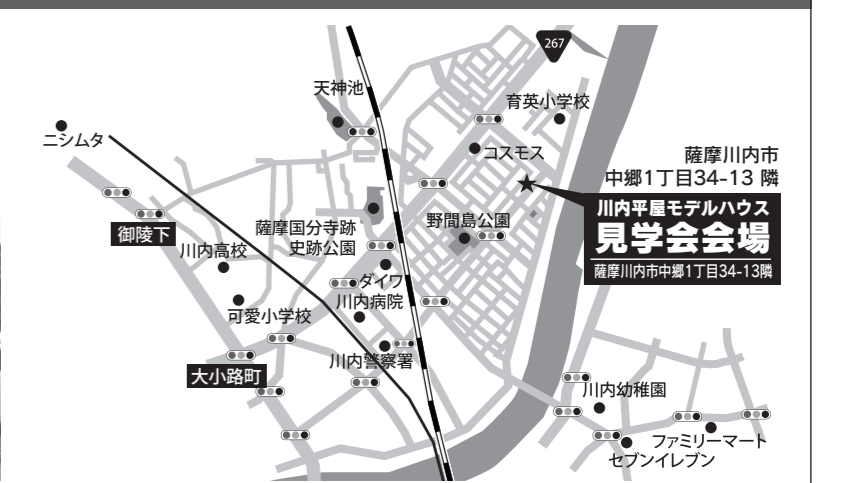 267
天神池
育英小学校
ニシムタ
コスモス
薩摩川内市
中郷1丁目34-13 隣
川内平屋モデルハウス
見学会会場
薩摩川内市中郷1丁目34-13隣
御陵下
薩摩国分寺跡
史跡公園
野間島公園
川内高校
ダイワ
川内病院
可愛小学校
川内警察署
大小路町
川内幼稚園
ファミリーマート
セブンイレブン